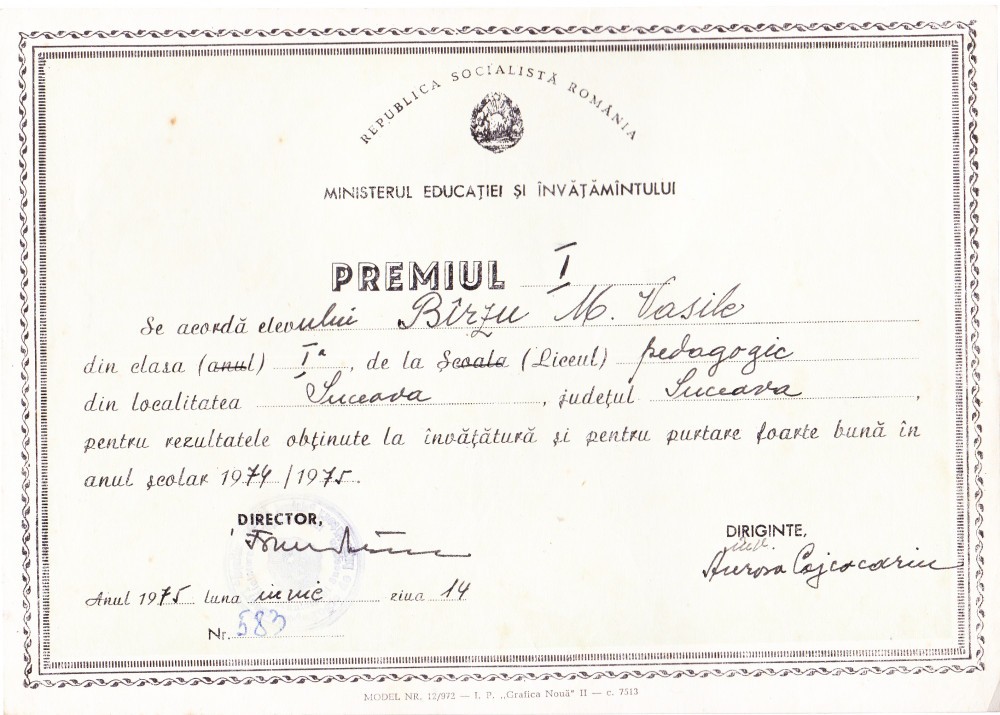 REPUBLICA SOCIALISTĂ ROMÂNIA
MINISTERUL EDUCAȚIEI ȘI ÎNVĂȚĂMÎNTULUI
PREMIUL I
Se acordă elevului Bîrzu M. Vasile
din clasa (anul) Iª, de la Școala (Liceul) pedagogic
din localitatea Suceava, județul Suceava,
pentru rezultatele obținute la învățătură și pentru purtare foarte bună în
anul școlar 1974/1975.
DIRECTOR,
DIRIGINTE,
Aurora Cojocariu
Anul 1975 luna iunie ziua 14
Nr. 583
MODEL NR. 12/972 — I. P. „Grafica Nouă" II — c. 7513